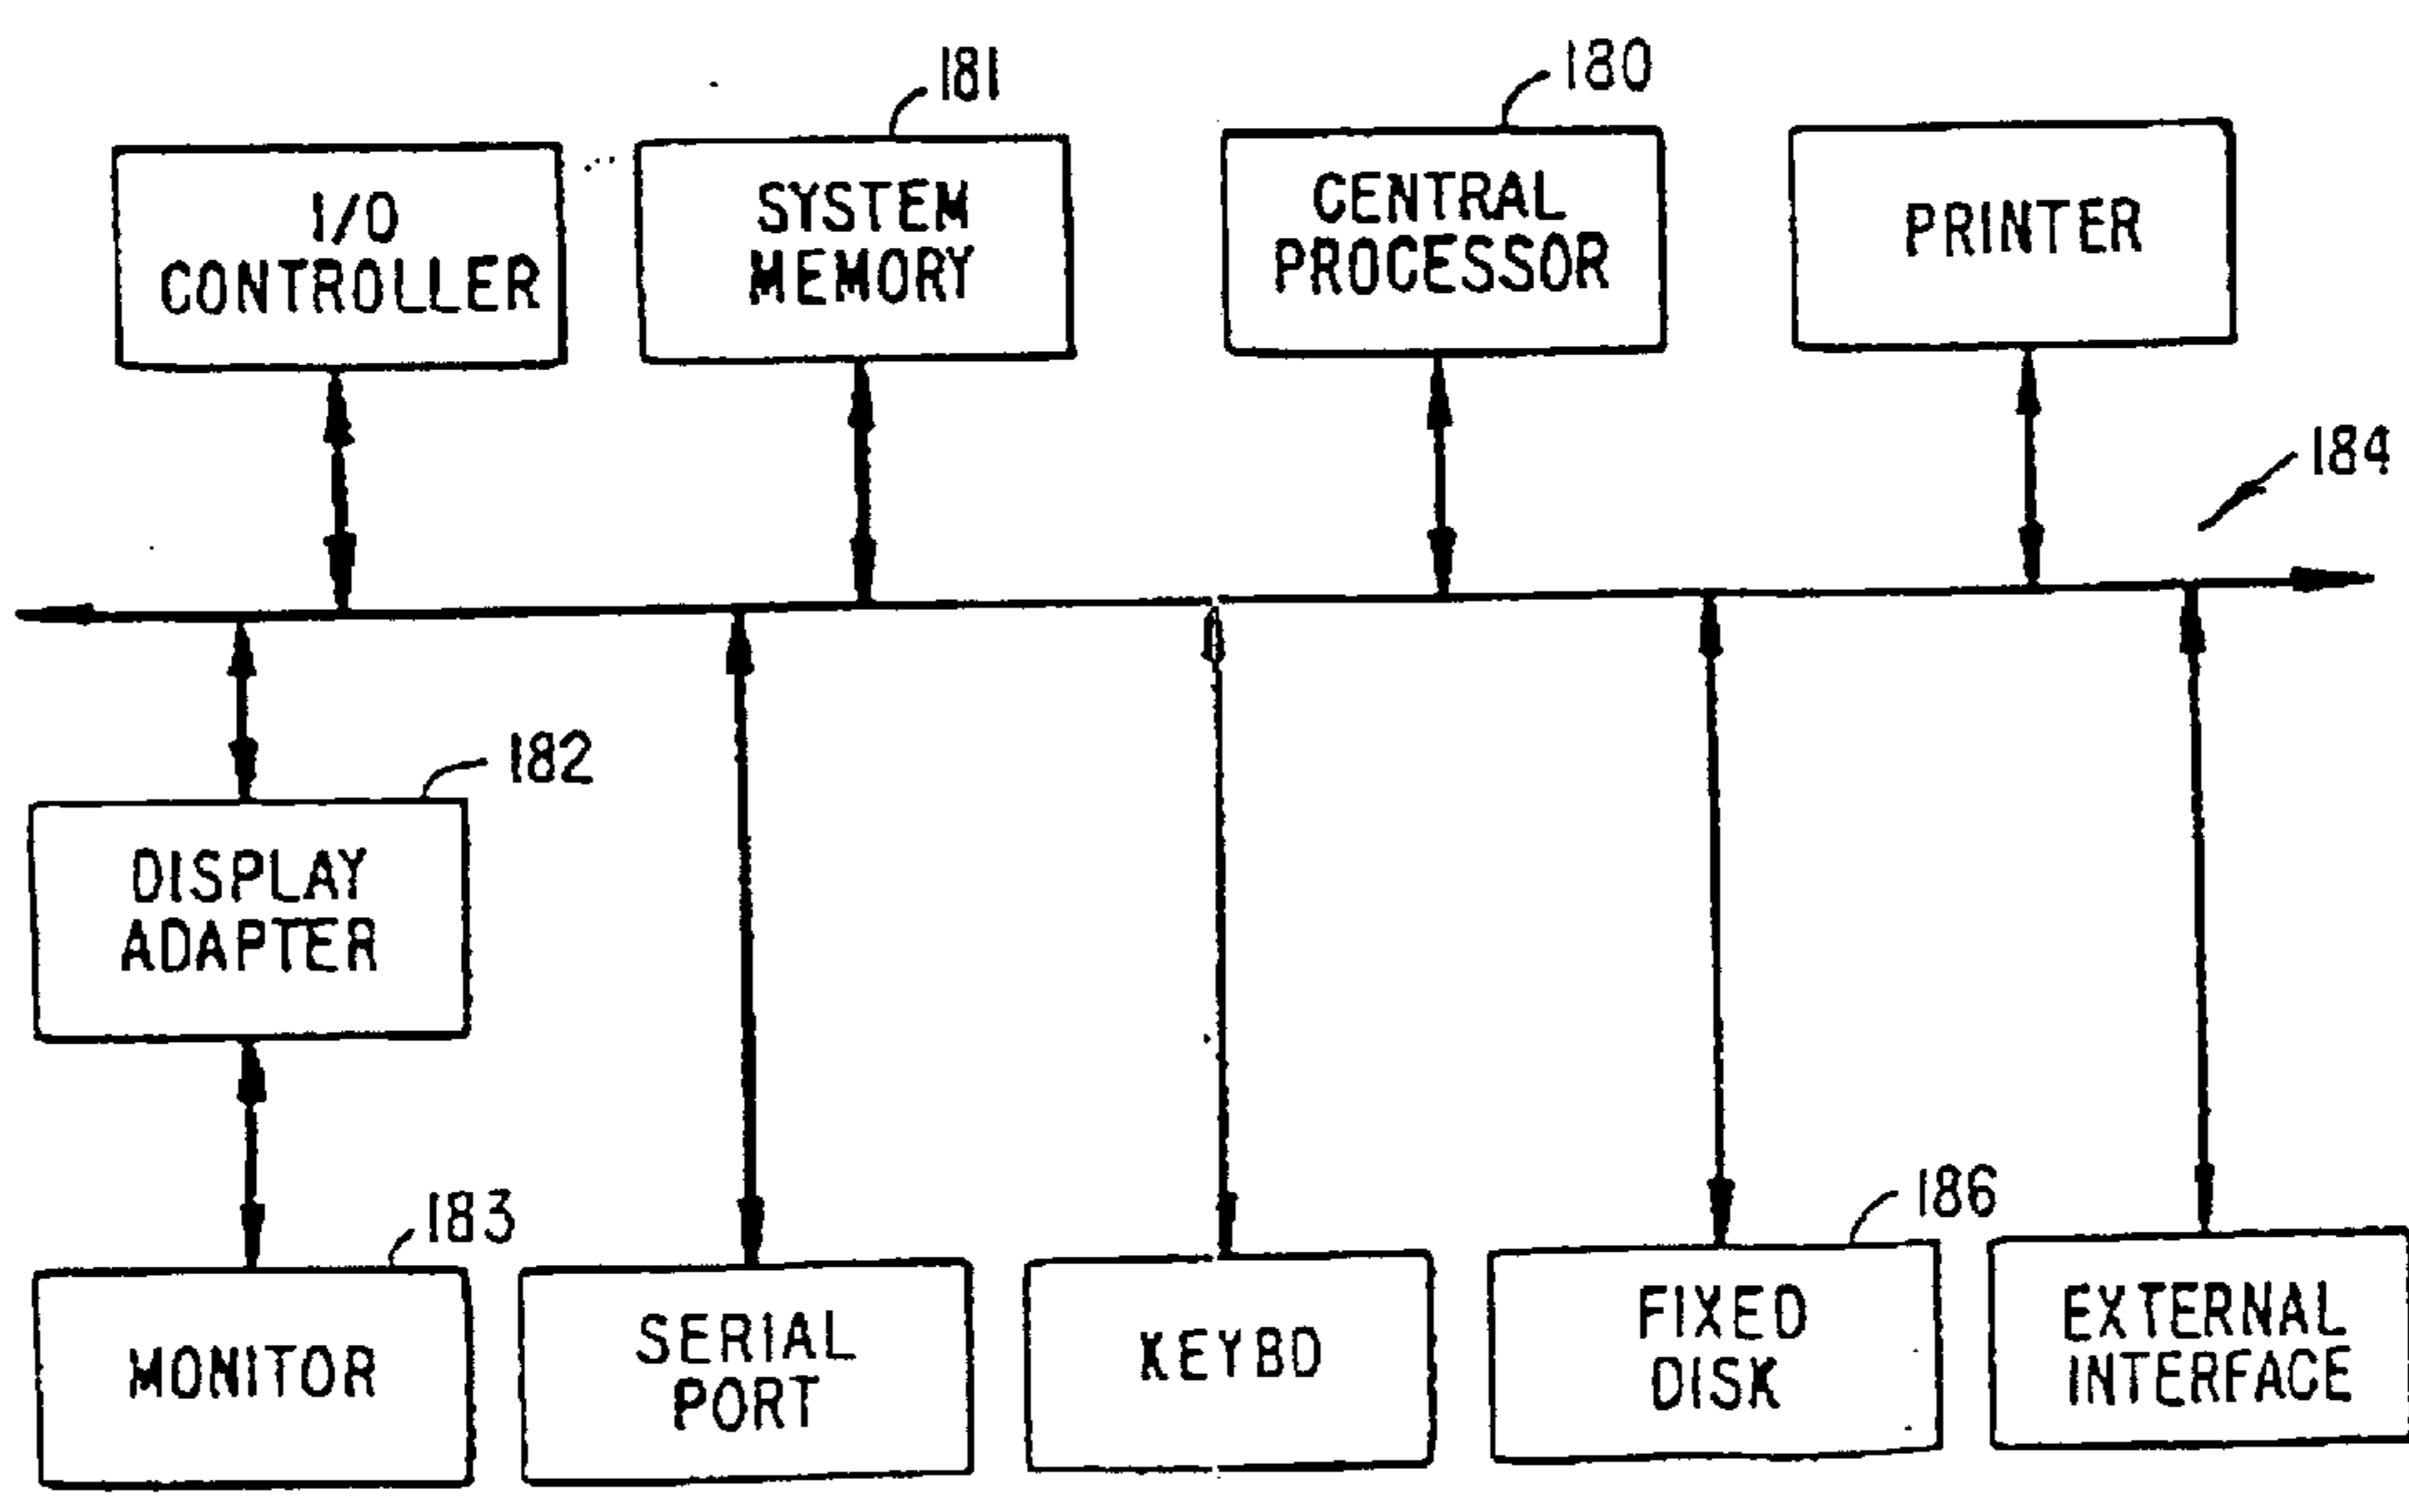 181
180
I/O
CONTROLLER
SYSTEM
MEMORY
CENTRAL
PROCESSOR
PRINTER
184
182
DISPLAY
ADAPTER
183
186
MONITOR
SERIAL
PORT
KEYBD
FIXED
DISK
EXTERNAL
INTERFACE